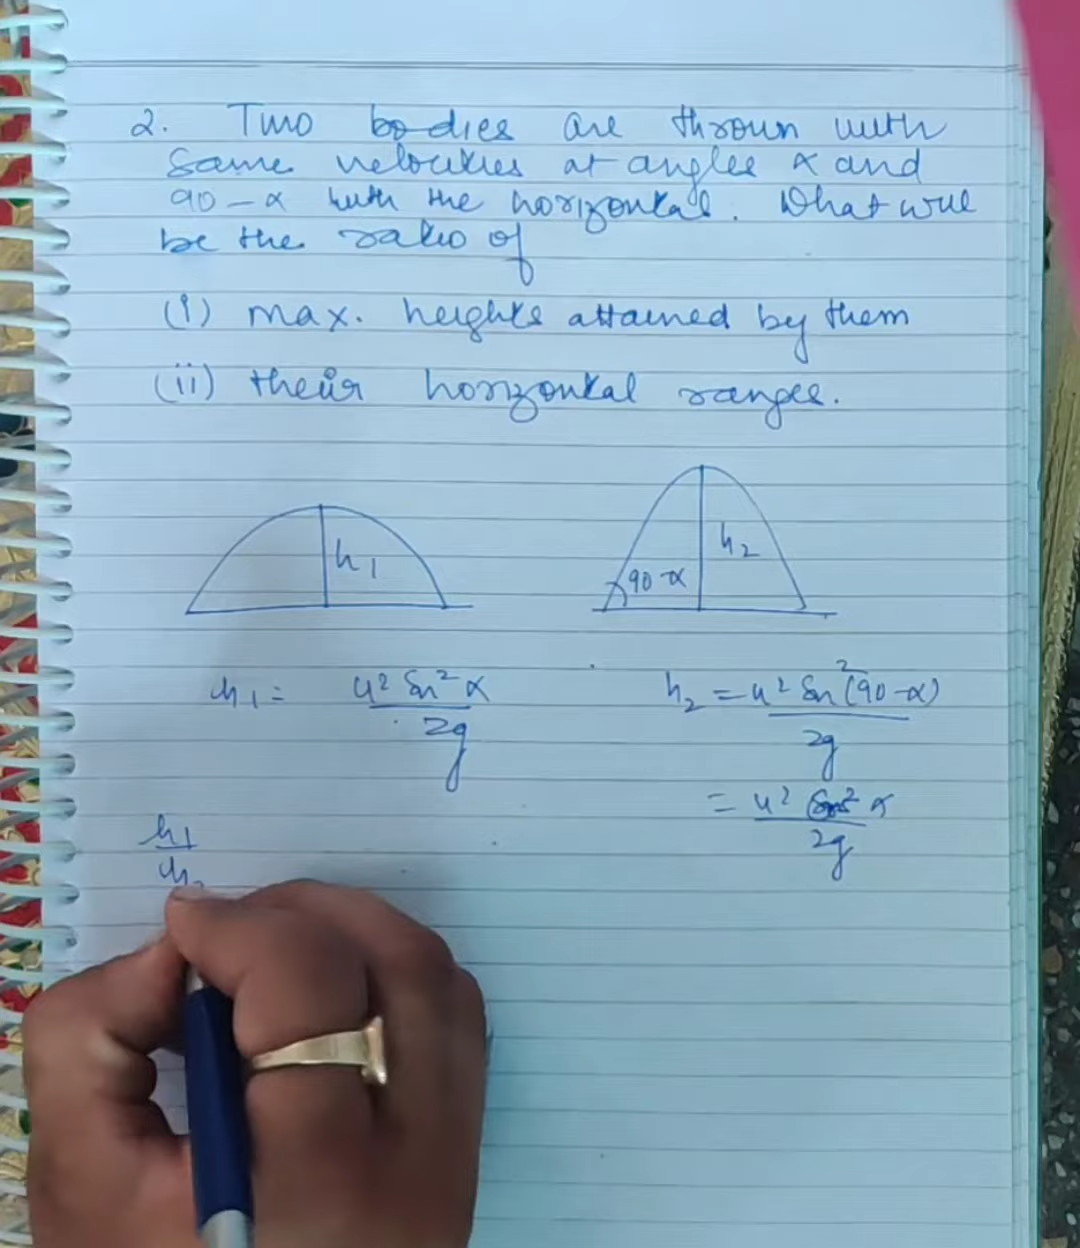 2. Two bodies are thrown with
same velocities at angles α and
90-α with the horizontal. What will
be the ratio of
(i) max. heights attained by them
(ii) their horizontal ranges.
h₁
90-α
h₂
h₁ = u² Sin² α / 2g
h₂ = u² Sin² (90-α) / 2g
= u² α / 2g
h₁ / h₂